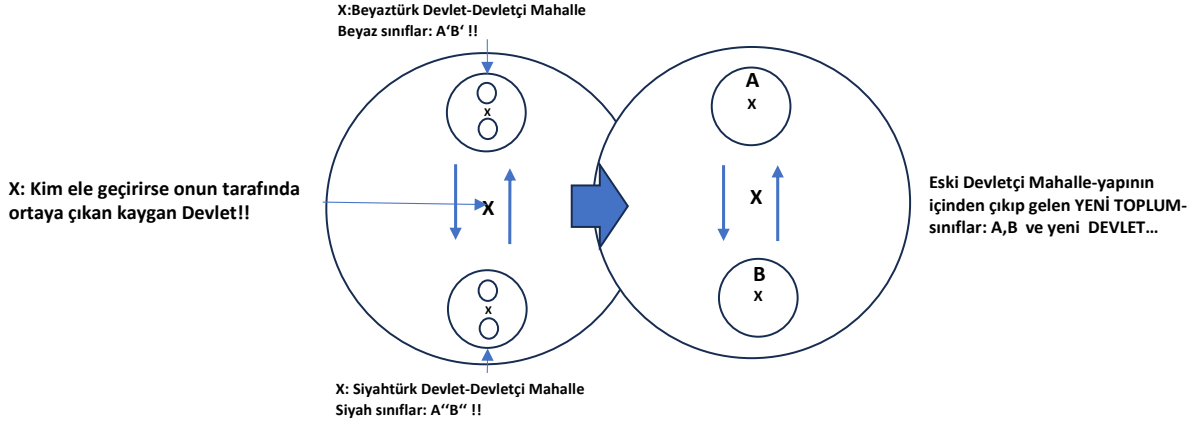 X:Beyaztürk Devlet-Devletçi Mahalle
Beyaz sınıflar: A‘B‘ !!
x
A
x
X: Kim ele geçirirse onun tarafında
ortaya çıkan kaygan Devlet!!
X
X
Eski Devletçi Mahalle-yapının
içinden çıkıp gelen YENİ TOPLUM-
sınıflar: A,B ve yeni DEVLET…
x
B
x
X: Siyahtürk Devlet-Devletçi Mahalle
Siyah sınıflar: A‘‘B‘‘ !!